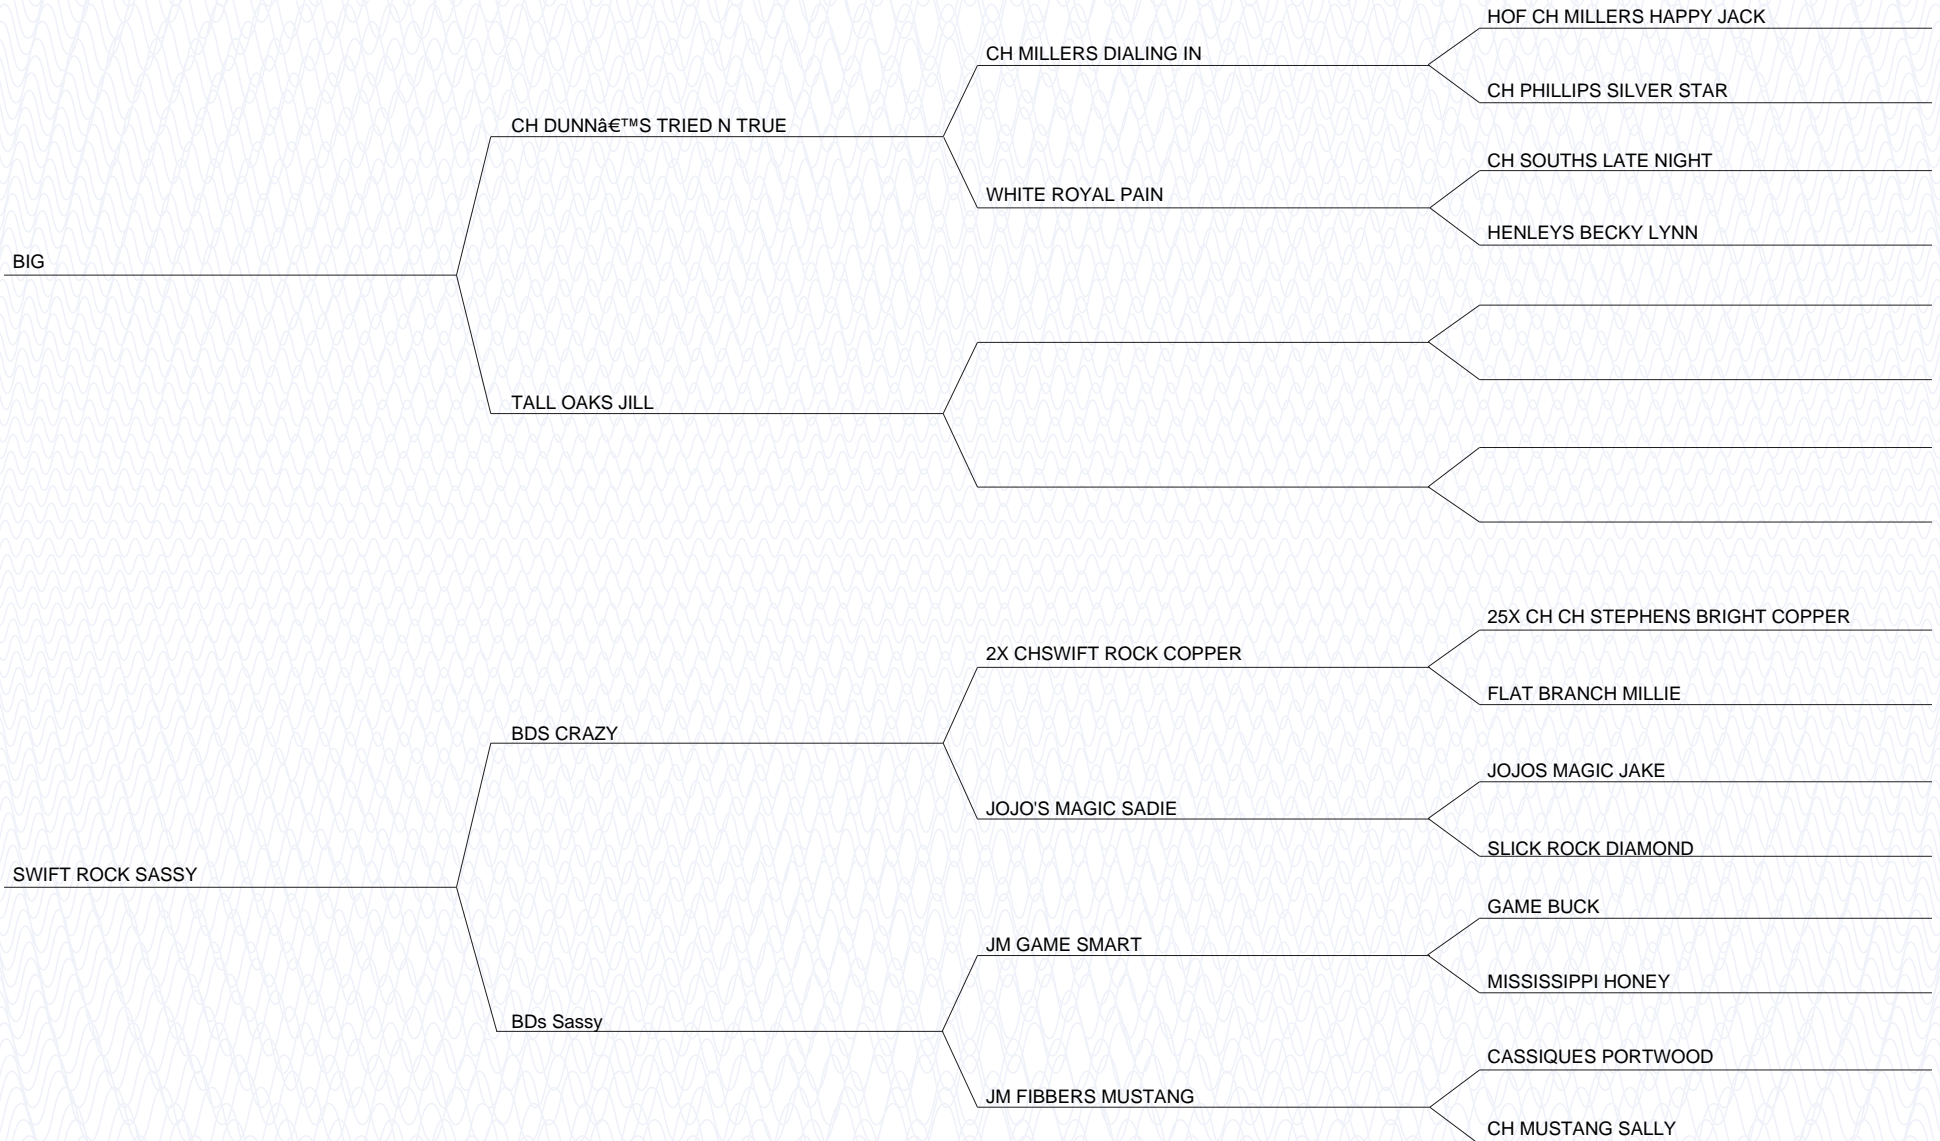 HOF CH MILLERS HAPPY JACK
CH MILLERS DIALING IN
CH PHILLIPS SILVER STAR
CH DUNNâ€™S TRIED N TRUE
CH SOUTHS LATE NIGHT
WHITE ROYAL PAIN
HENLEYS BECKY LYNN
BIG
TALL OAKS JILL
25X CH CH STEPHENS BRIGHT COPPER
2X CHSWIFT ROCK COPPER
FLAT BRANCH MILLIE
BDS CRAZY
JOJOS MAGIC JAKE
JOJO'S MAGIC SADIE
SLICK ROCK DIAMOND
SWIFT ROCK SASSY
GAME BUCK
JM GAME SMART
MISSISSIPPI HONEY
BDs Sassy
CASSIQUES PORTWOOD
JM FIBBERS MUSTANG
CH MUSTANG SALLY